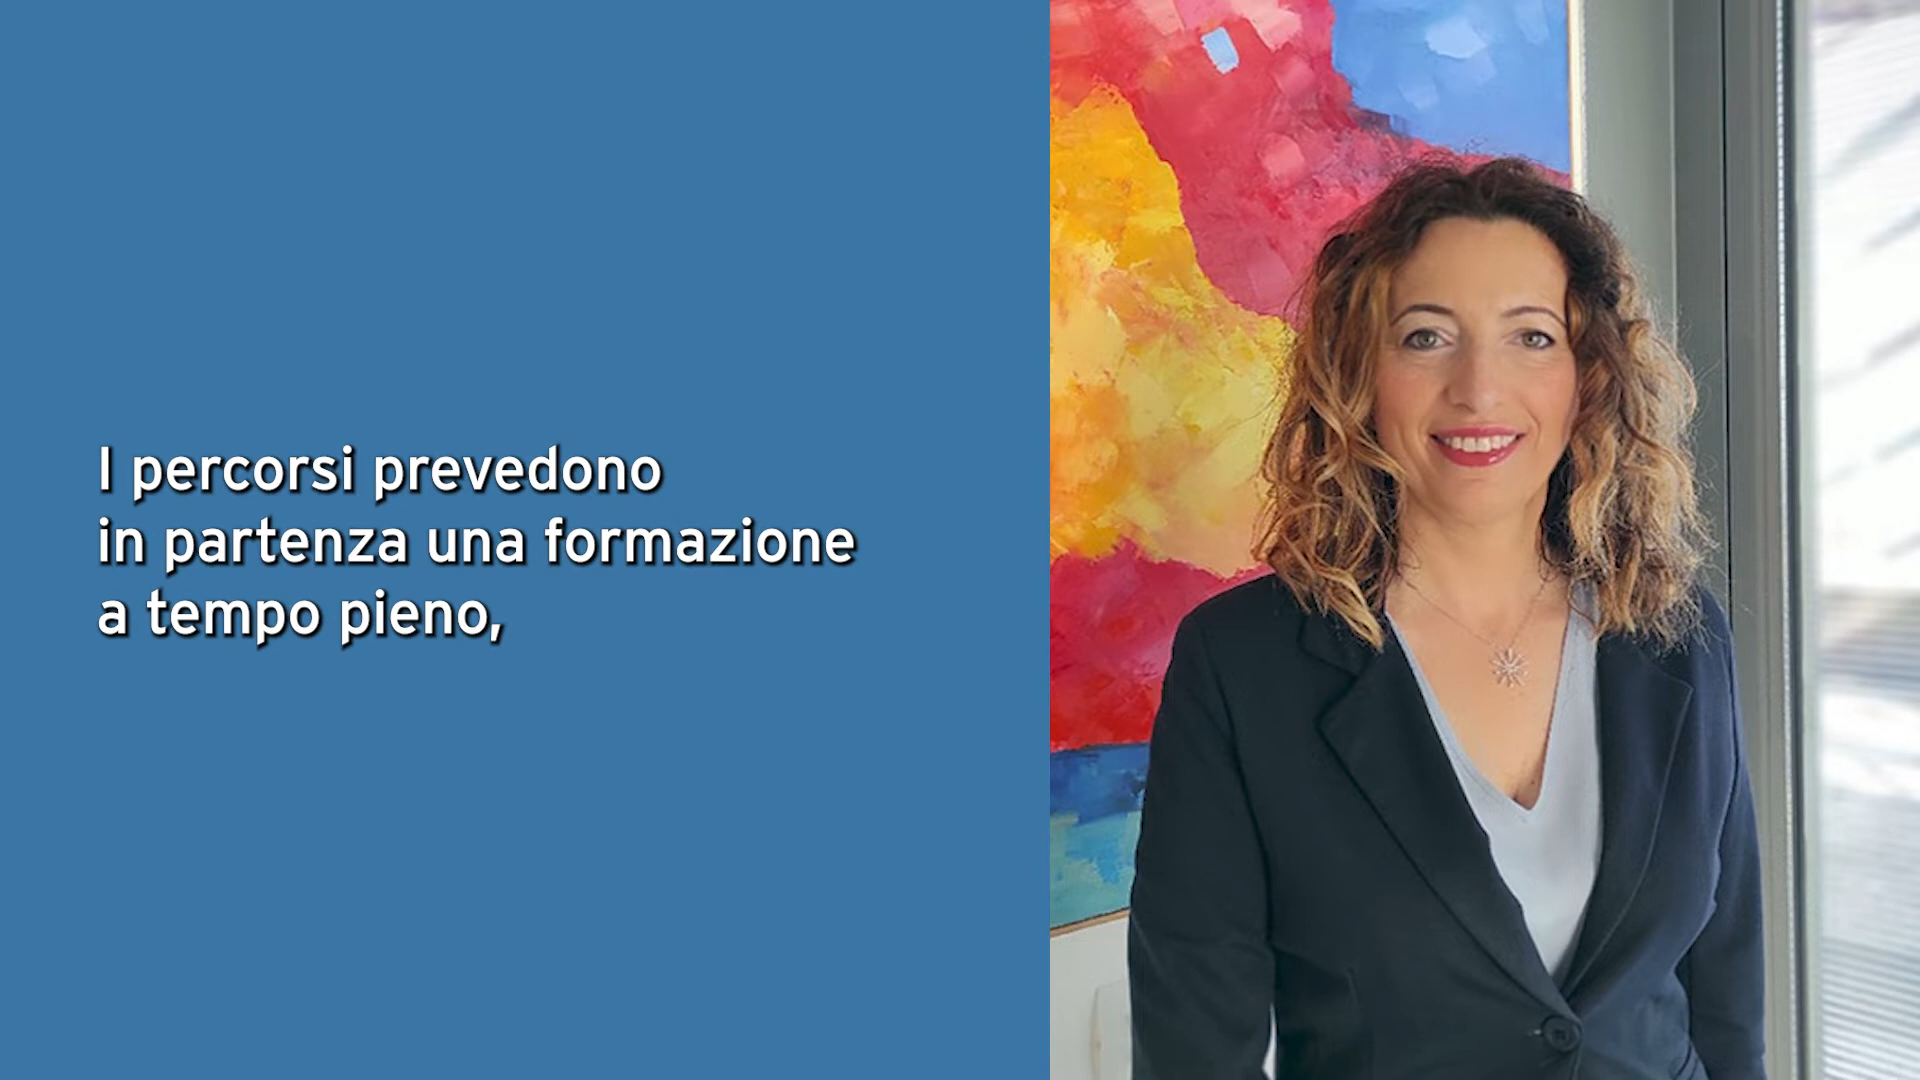 I percorsi prevedono
in partenza una formazione
a tempo pieno,